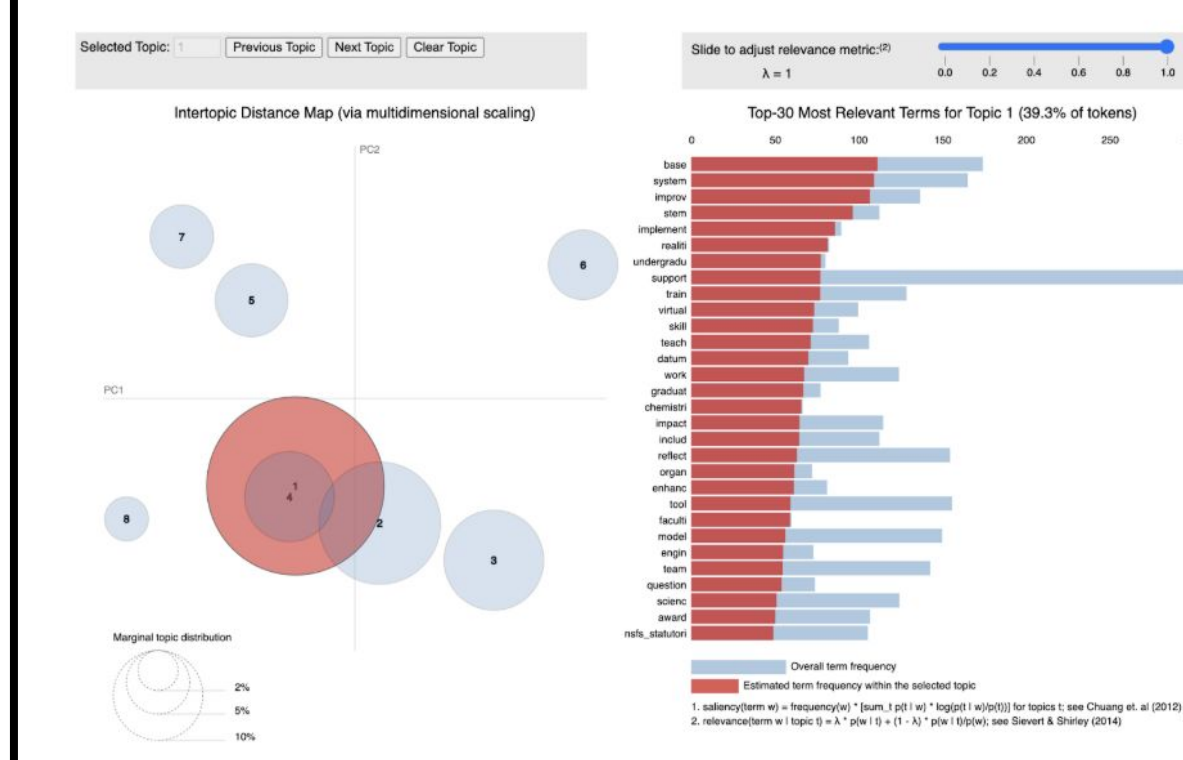 Selected Topic: 1 Previous Topic Next Topic Clear Topic
Slide to adjust relevance metric:(2)
λ = 1
0.0 0.2 0.4 0.6 0.8 1.0
Intertopic Distance Map (via multidimensional scaling)
PC2
PC1
7
5
6
1
4
2
8
3
Marginal topic distribution
2%
5%
10%
Top-30 Most Relevant Terms for Topic 1 (39.3% of tokens)
0 50 100 150 200 250
base
system
improv
stem
implement
realiti
undergradu
support
train
virtual
skill
teach
datum
work
graduat
chemistri
impact
includ
reflect
organ
enhanc
tool
faculti
model
engin
team
question
scienc
award
nsfs_statutori
Overall term frequency
Estimated term frequency within the selected topic
1. saliency(term w) = frequency(w) * [sum_t p(t | w) * log(p(t | w)/p(t))] for topics t; see Chuang et. al (2012)
2. relevance(term w | topic t) = λ * p(w | t) + (1 - λ) * p(w | t)/p(w); see Sievert & Shirley (2014)